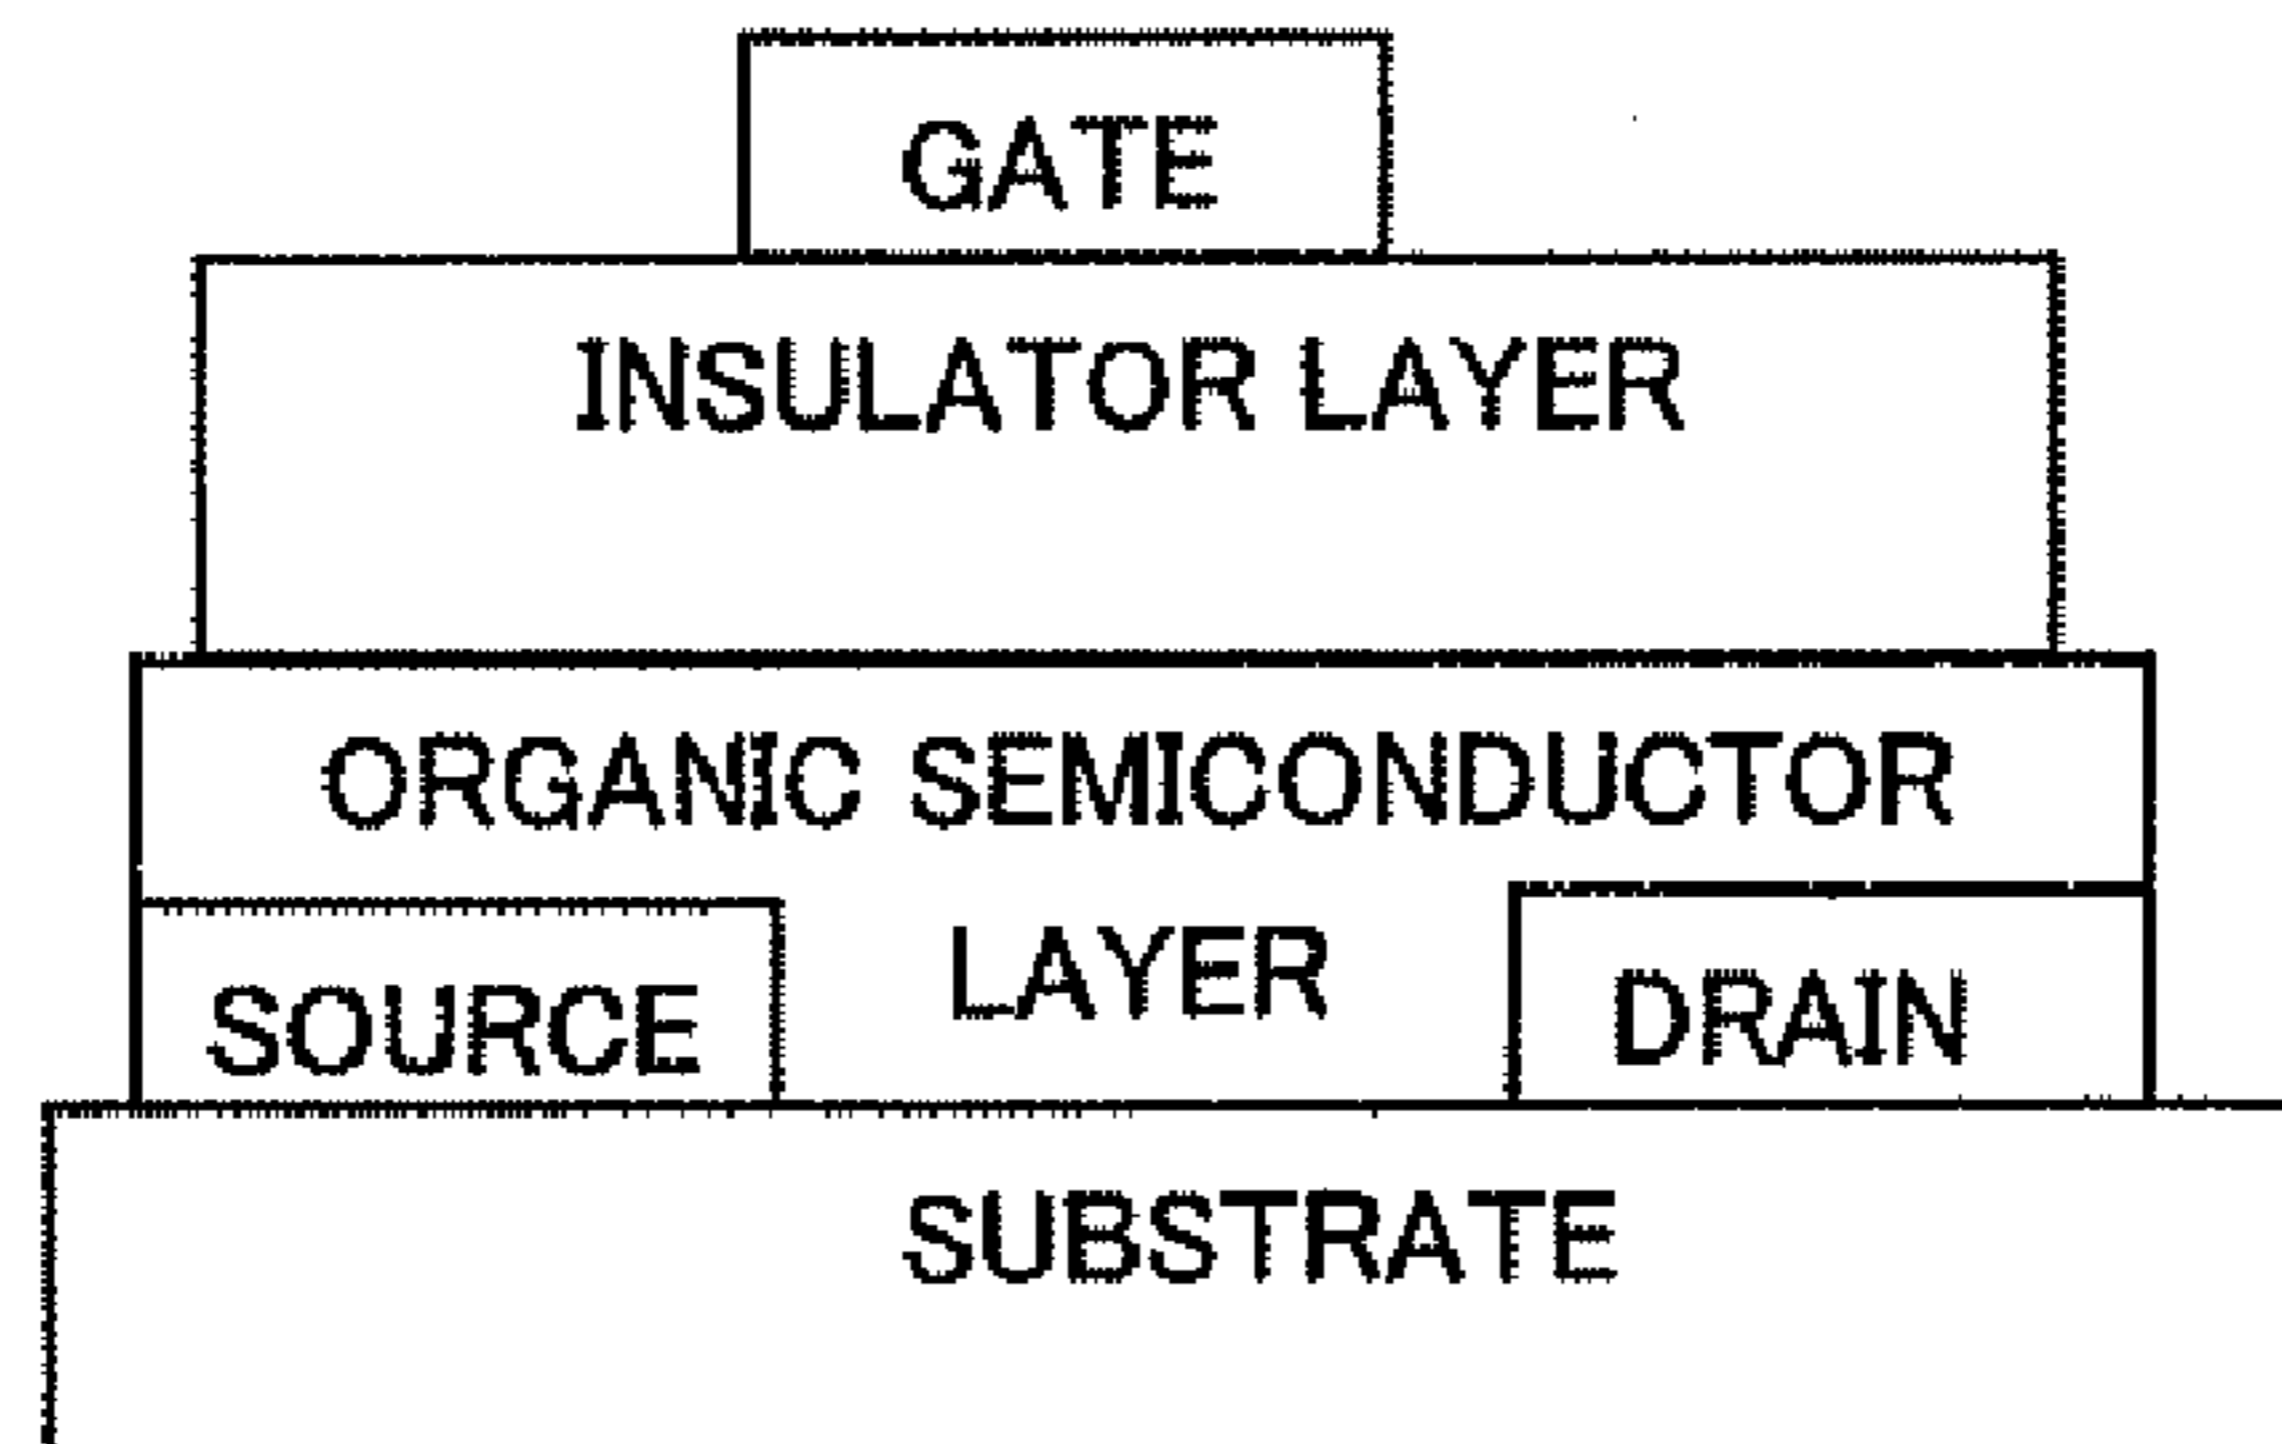 GATE
INSULATOR LAYER
ORGANIC SEMICONDUCTOR
LAYER
SOURCE
DRAIN
SUBSTRATE